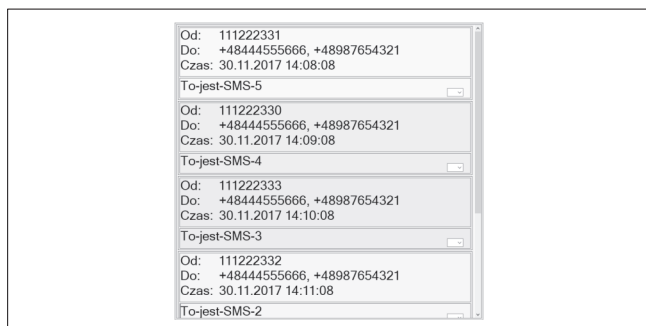 Od: 111222331
Do: +48444555666, +48987654321
Czas: 30.11.2017 14:08:08
To-jest-SMS-5
Od: 111222330
Do: +48444555666, +48987654321
Czas: 30.11.2017 14:09:08
To-jest-SMS-4
Od: 111222333
Do: +48444555666, +48987654321
Czas: 30.11.2017 14:10:08
To-jest-SMS-3
Od: 111222332
Do: +48444555666, +48987654321
Czas: 30.11.2017 14:11:08
To-jest-SMS-2